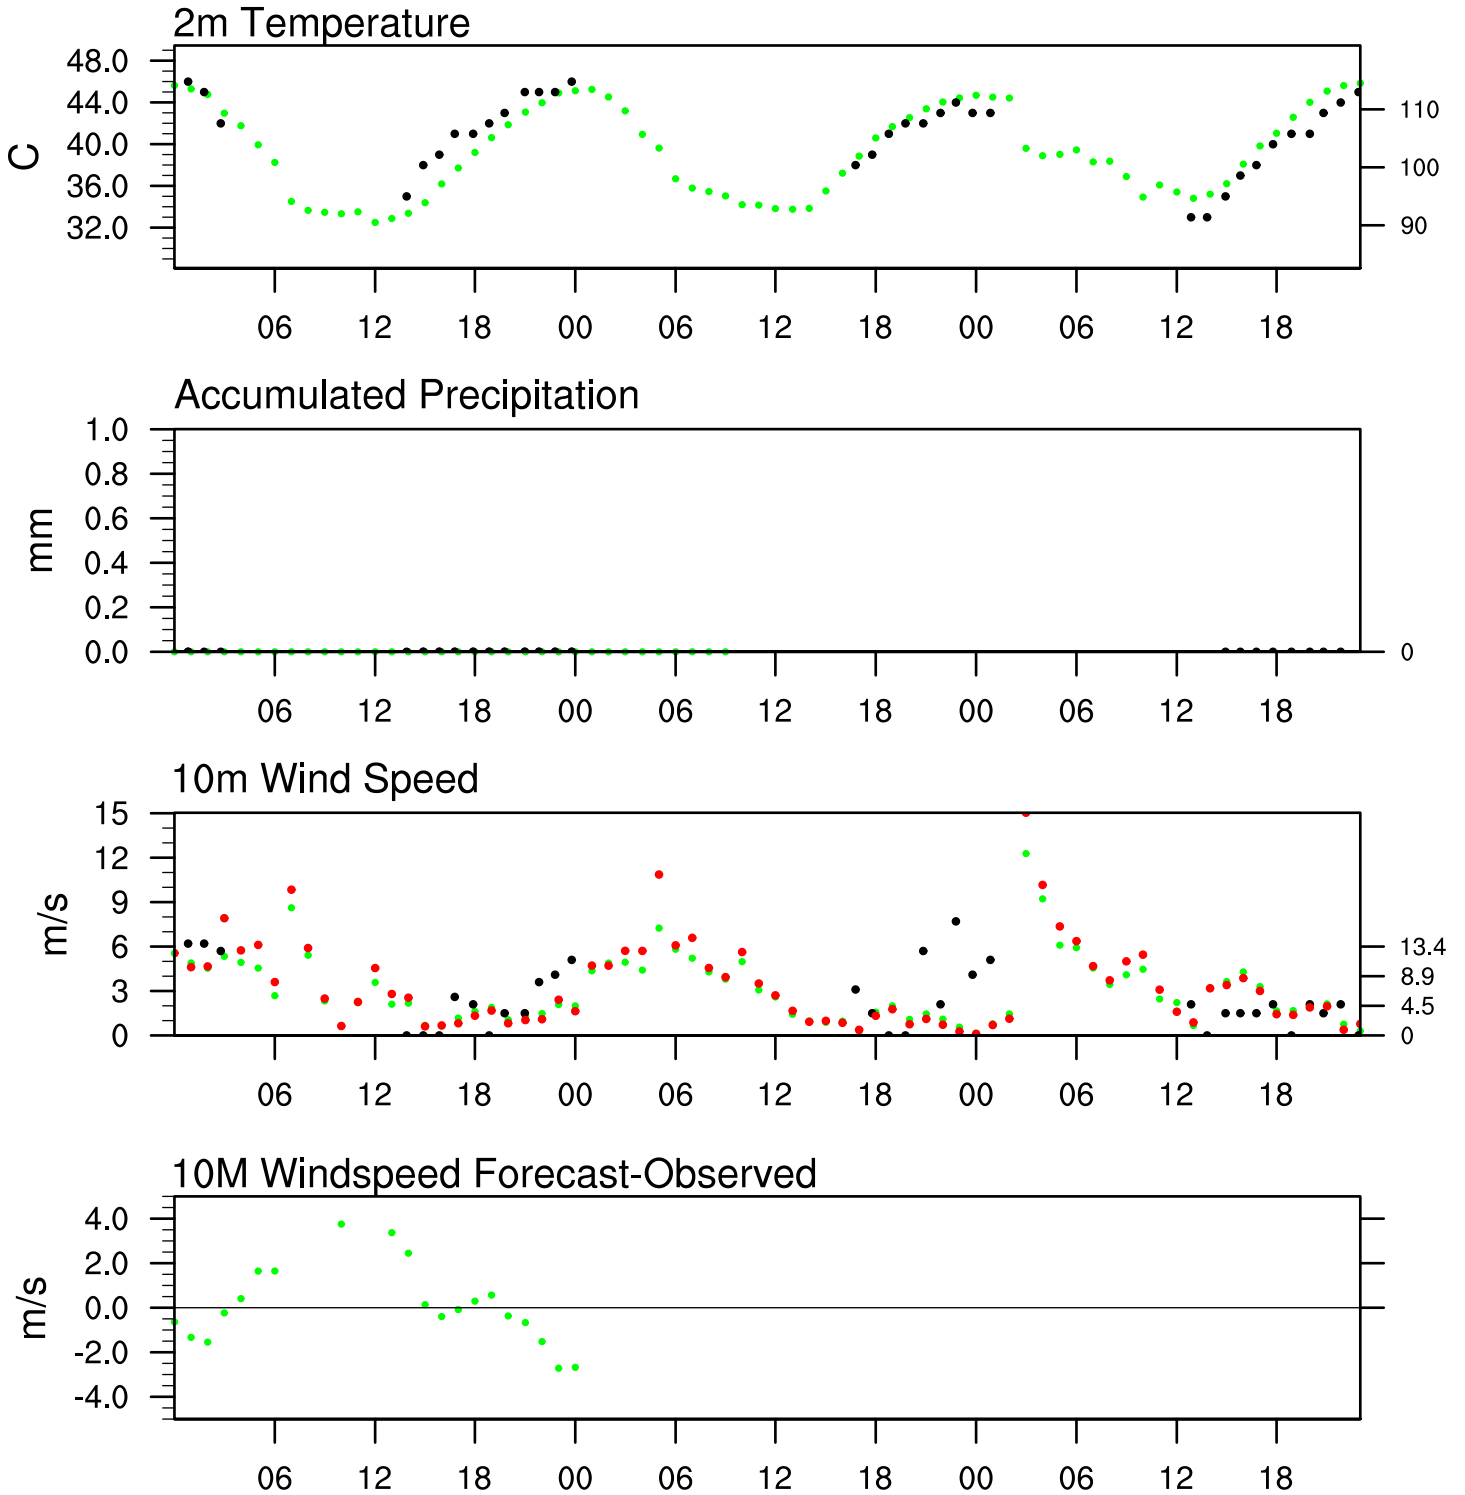 2m Temperature
C
48.0
44.0
40.0
36.0
32.0
110
100
90
06 12 18 00 06 12 18 00 06 12 18
Accumulated Precipitation
mm
1.0
0.8
0.6
0.4
0.2
0.0
0
06 12 18 00 06 12 18 00 06 12 18
10m Wind Speed
m/s
15
12
9
6
3
0
13.4
8.9
4.5
0
06 12 18 00 06 12 18 00 06 12 18
10M Windspeed Forecast-Observed
m/s
4.0
2.0
0.0
-2.0
-4.0
06 12 18 00 06 12 18 00 06 12 18